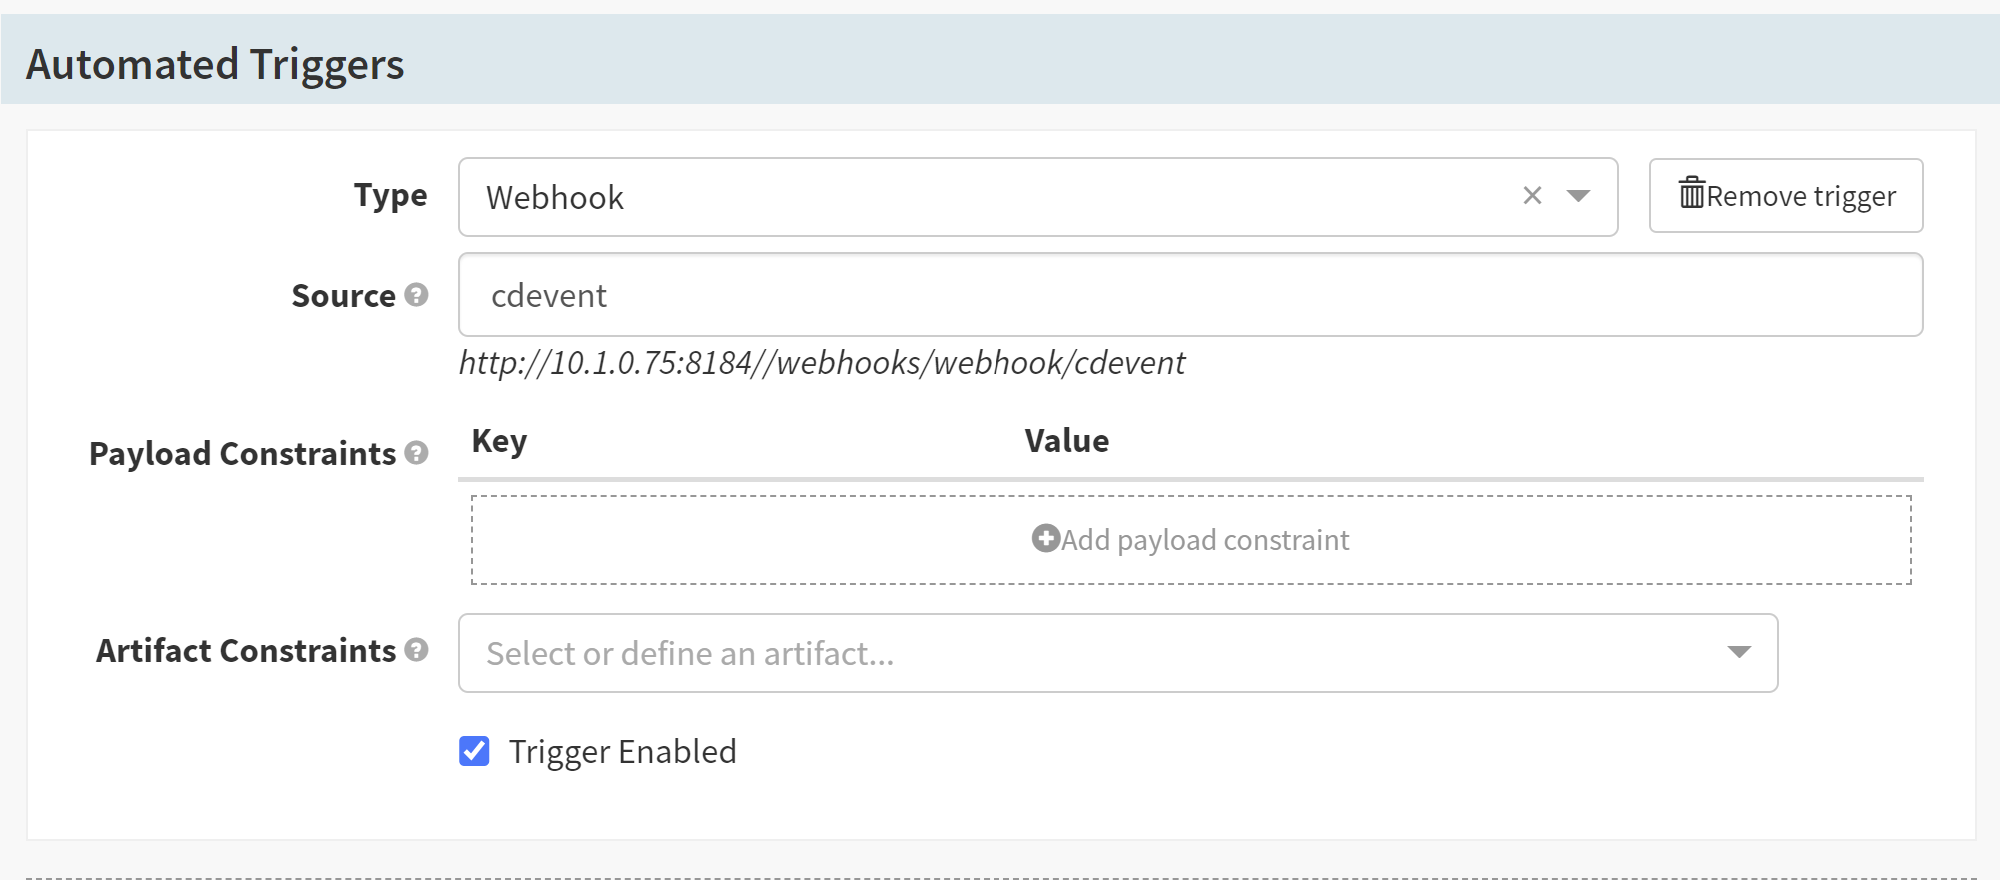 Automated Triggers
Type
Webhook
Remove trigger
Source
cdevent
http://10.1.0.75:8184//webhooks/webhook/cdevent
Payload Constraints
Key Value
Add payload constraint
Artifact Constraints
Select or define an artifact...
Trigger Enabled